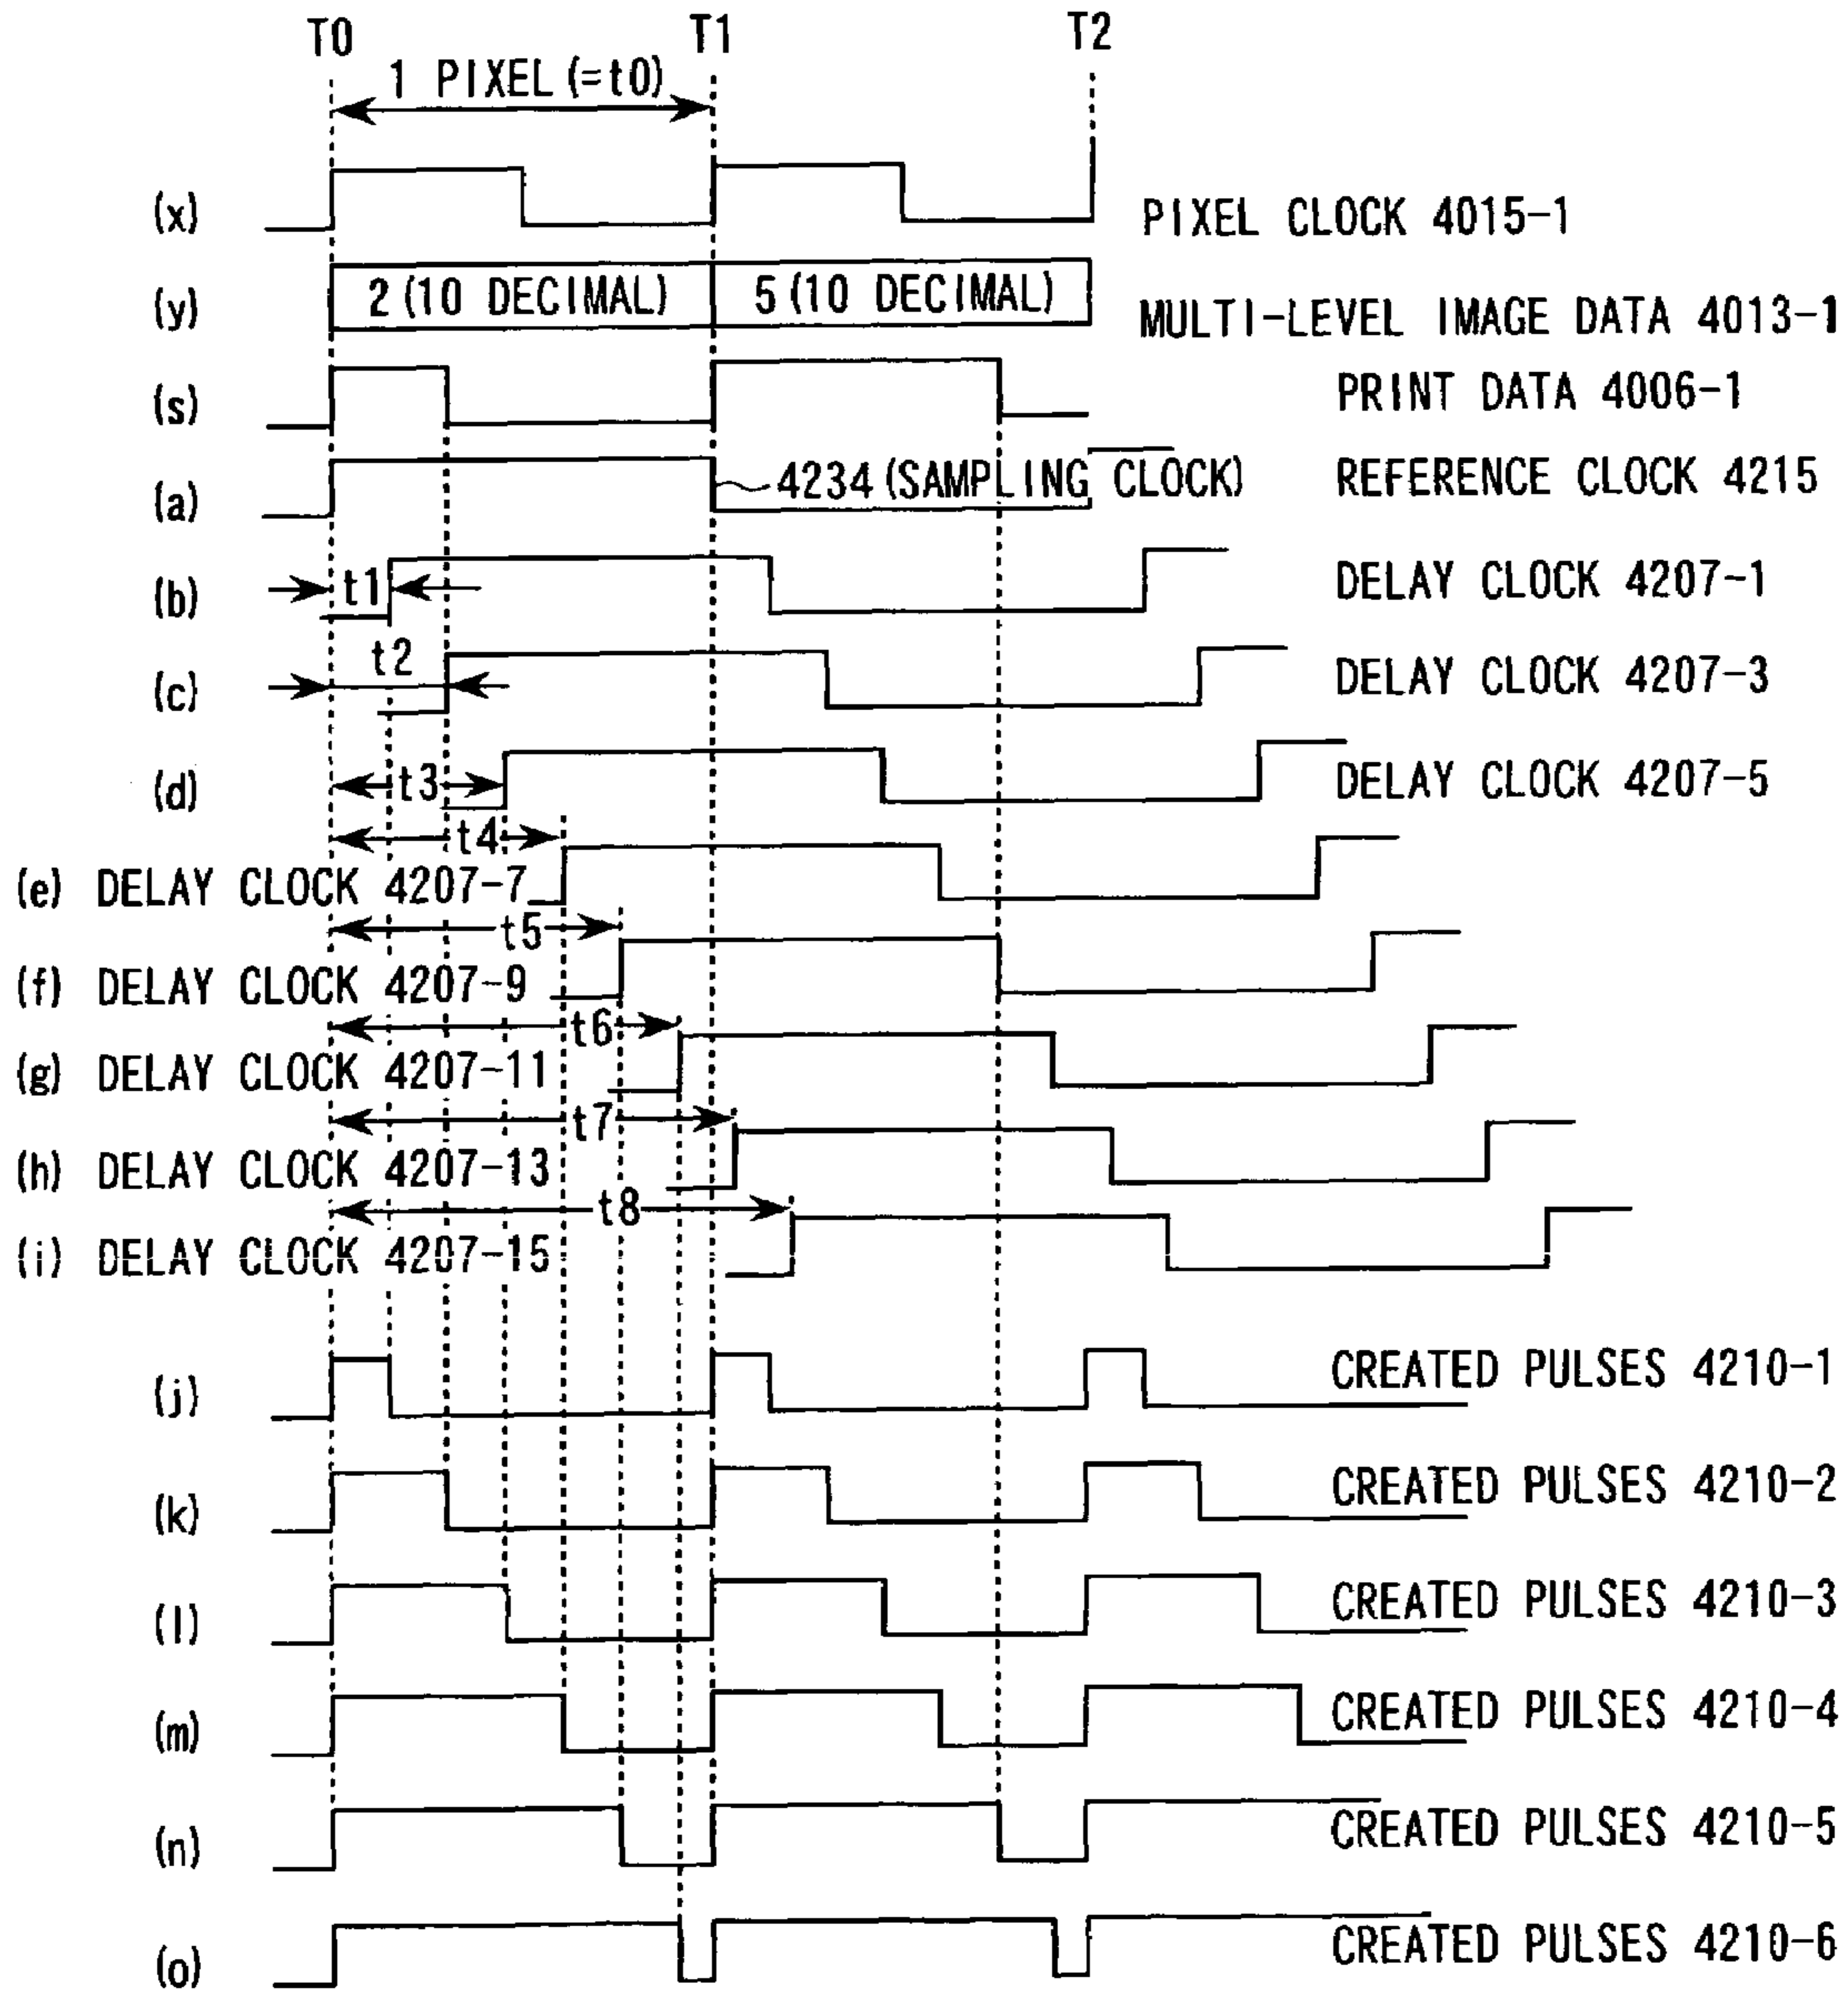 T0 T1 T2
1 PIXEL (=t0)
(x) PIXEL CLOCK 4015-1
(y) 2 (10 DECIMAL) 5 (10 DECIMAL) MULTI-LEVEL IMAGE DATA 4013-1
(s) PRINT DATA 4006-1
(a) 4234 (SAMPLING CLOCK) REFERENCE CLOCK 4215
(b) t1 DELAY CLOCK 4207-1
t2
(c) DELAY CLOCK 4207-3
(d) t3 DELAY CLOCK 4207-5
t4
(e) DELAY CLOCK 4207-7
t5
(f) DELAY CLOCK 4207-9
t6
(g) DELAY CLOCK 4207-11
t7
(h) DELAY CLOCK 4207-13
t8
(i) DELAY CLOCK 4207-15
(j) CREATED PULSES 4210-1
(k) CREATED PULSES 4210-2
(l) CREATED PULSES 4210-3
(m) CREATED PULSES 4210-4
(n) CREATED PULSES 4210-5
(o) CREATED PULSES 4210-6